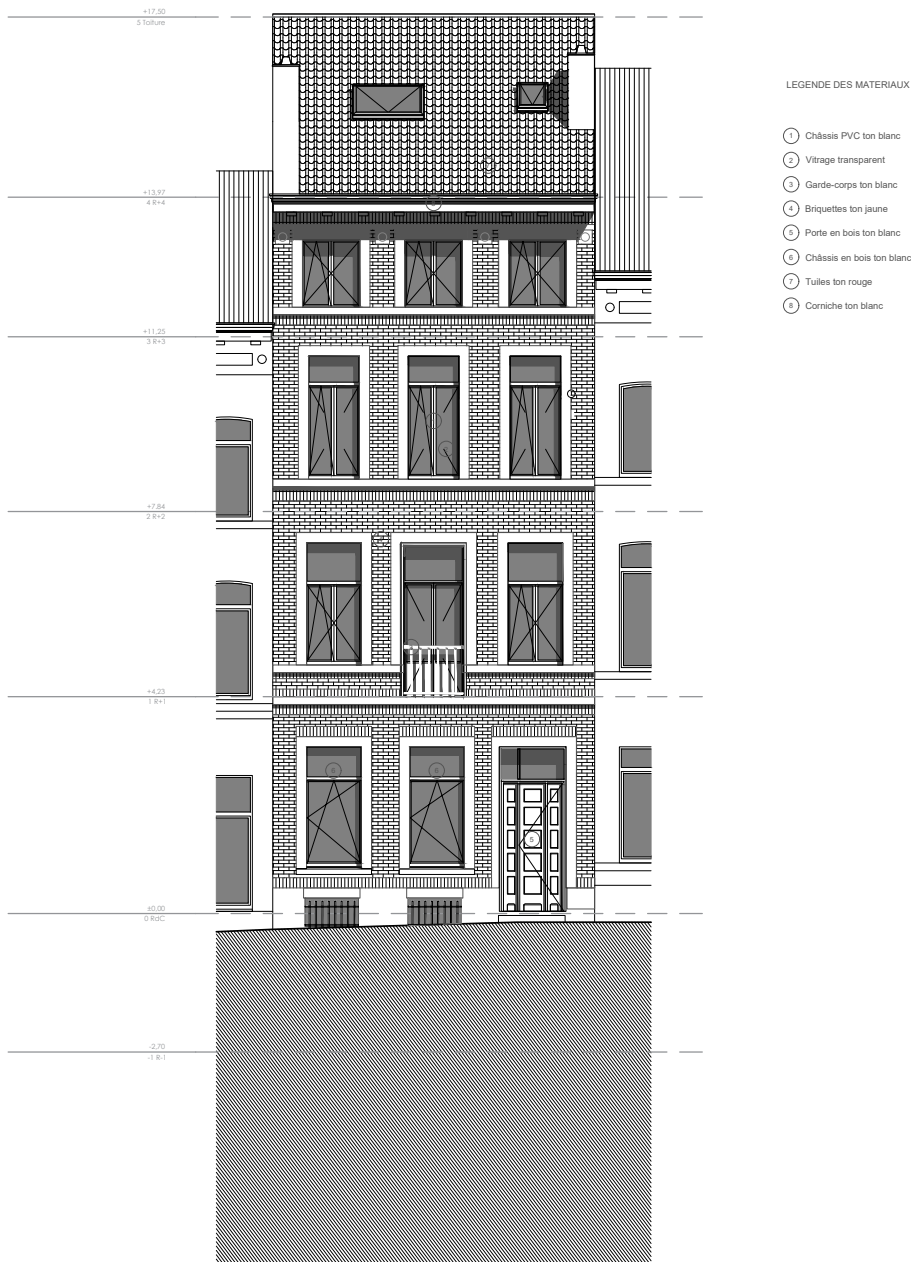 +17,50
5 Toiture
LEGENDE DES MATERIAUX
1 Châssis PVC ton blanc
2 Vitrage transparent
3 Garde-corps ton blanc
4 Briquettes ton jaune
5 Porte en bois ton blanc
6 Châssis en bois ton blanc
7 Tuiles ton rouge
8 Corniche ton blanc
+13,97
4 R+4
+11,25
3 R+3
+7,84
2 R+2
+4,23
1 R+1
6 6
5
±0,00
0 RdC
-2,70
-1 R-1